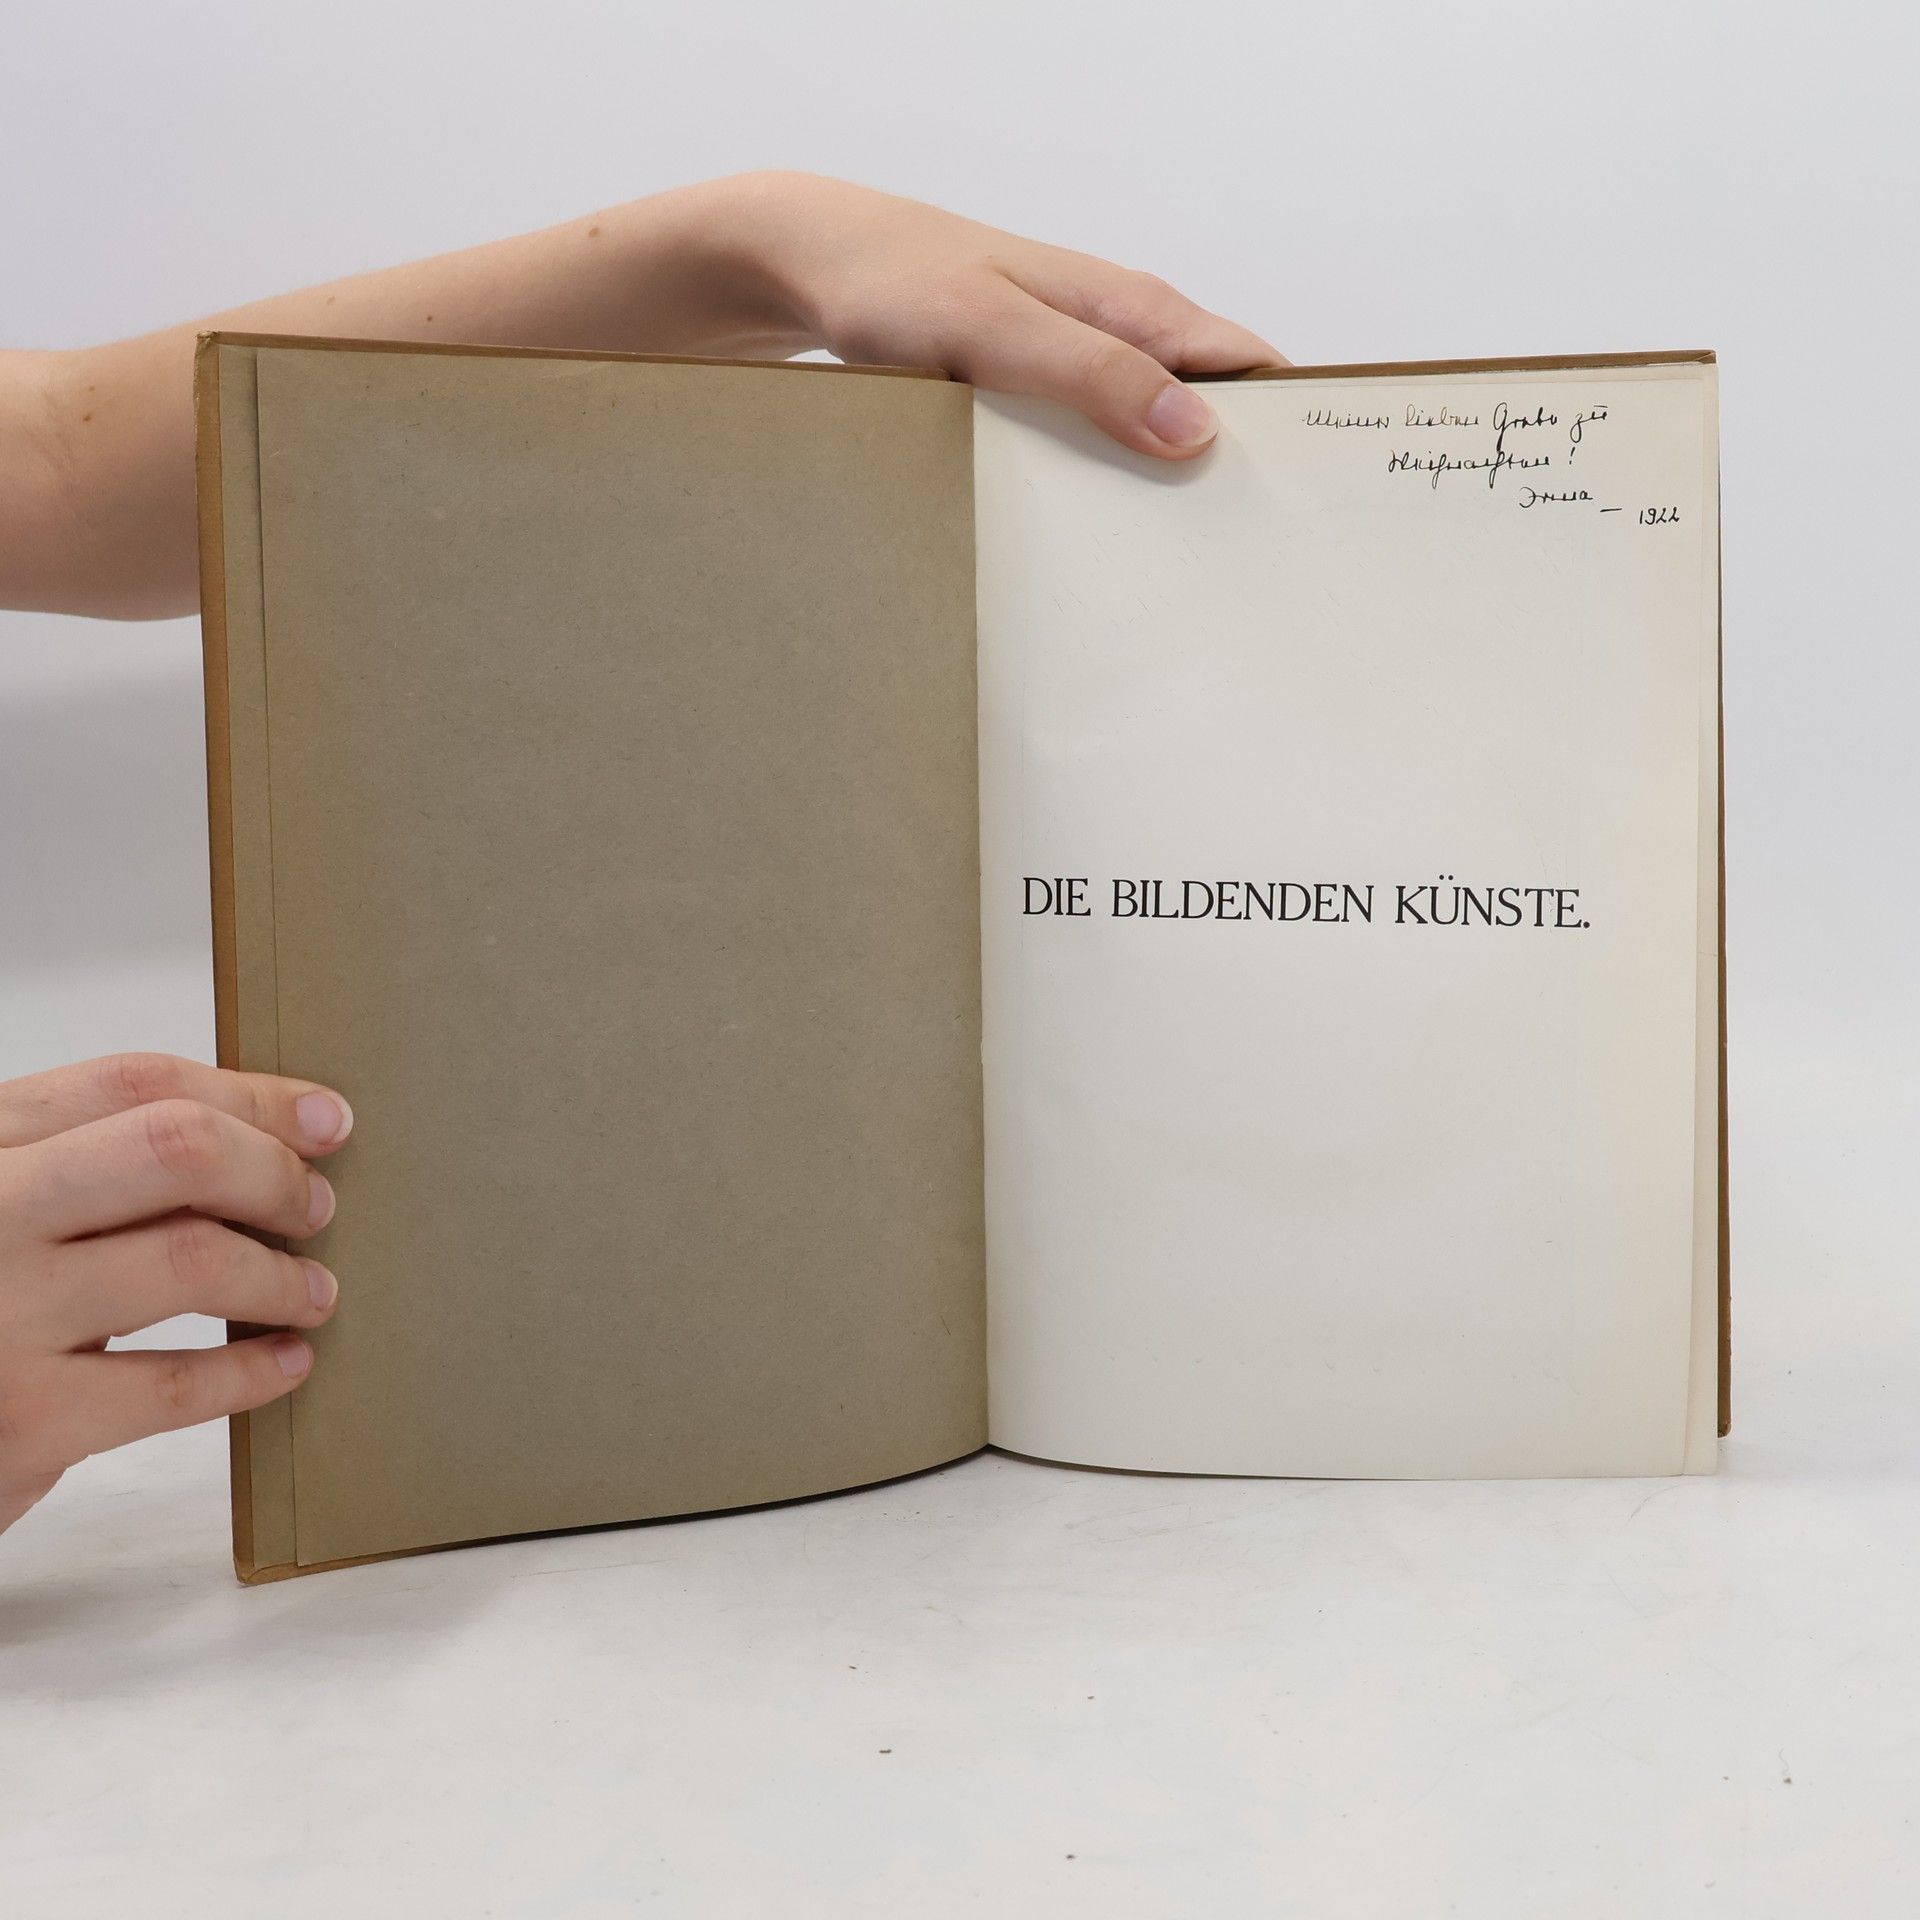 Meiner lieben Grete zu
Weihnachten!
Irma – 1922
DIE BILDENDEN KÜNSTE.